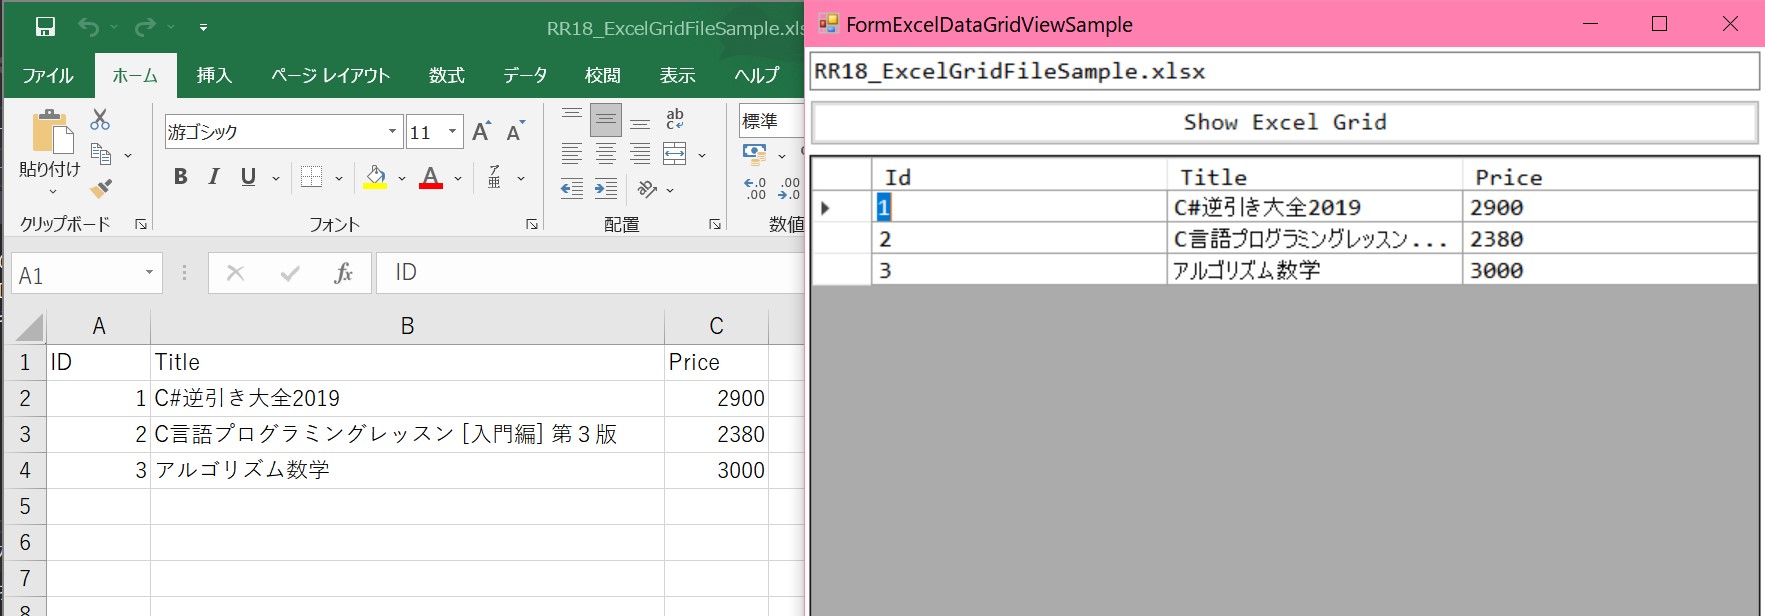 RR18_ExcelGridFileSample.xls
ファイル ホーム 挿入 ページ レイアウト 数式 データ 校閲 表示 ヘルプ
貼り付け
クリップボード
游ゴシック 11 A A
B I U A ア亜
フォント
ab c
配置
標準
←.0 .00 .00 →.0
数値
A1 fx ID
A B C
1 ID Title Price
2 1 C#逆引き大全2019 2900
3 2 C言語プログラミングレッスン [入門編] 第３版 2380
4 3 アルゴリズム数学 3000
5
6
7
8
FormExcelDataGridViewSample
RR18_ExcelGridFileSample.xlsx
Show Excel Grid
Id Title Price
1 C#逆引き大全2019 2900
2 C言語プログラミングレッスン... 2380
3 アルゴリズム数学 3000